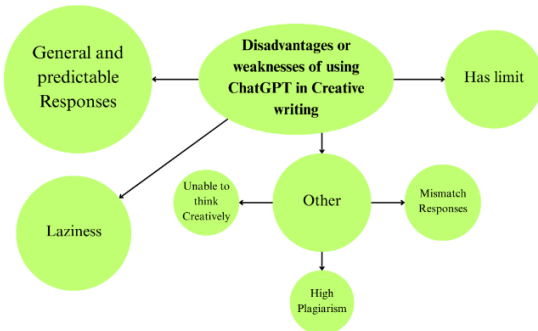 Disadvantages or
weaknesses of using
ChatGPT in Creative
writing
General and
predictable
Responses
Has limit
Laziness
Unable to
think
Creatively
Other
Mismatch
Responses
High
Plagiarism